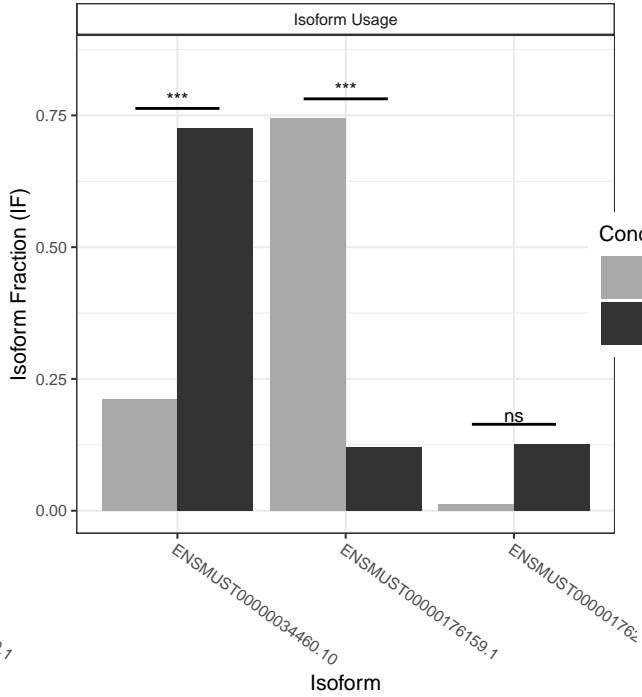 Isoform Usage
***
***
0.75
0.50
0.25
0.00
ns
Isoform Fraction (IF)
ENSMUST00000034460.10
ENSMUST00000176159.1
Isoform